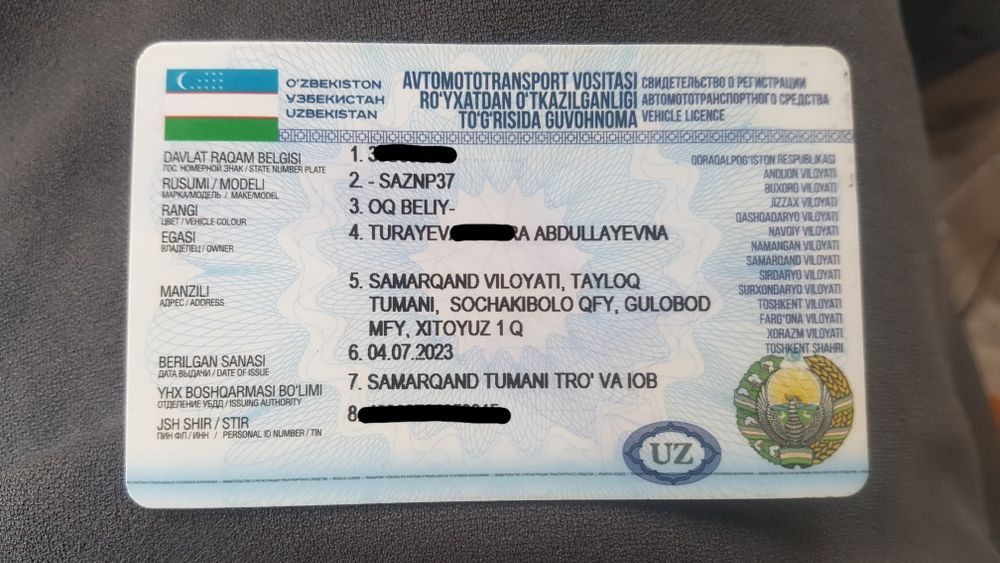 O'ZBEKISTON
ЎЗБЕКИСТАН
UZBEKISTAN
AVTOMOTOTRANSPORT VOSITASI
RO'YXATDAN O'TKAZILGANLIGI
TO'G'RISIDA GUVOHNOMA
СВИДЕТЕЛЬСТВО О РЕГИСТРАЦИИ
АВТОМОТОТРАНСПОРТНОГО СРЕДСТВА
VEHICLE LICENCE
DAVLAT RAQAM BELGISI
ГОС. НОМЕРНОЙ ЗНАК / STATE NUMBER PLATE
1. 3
RUSUMI / MODELI
МАРКА/МОДЕЛЬ / MAKE/MODEL
2. - SAZNP37
RANGI
ЦВЕТ / VEHICLE COLOUR
3. OQ BELIY-
EGASI
ВЛАДЕЛЕЦ / OWNER
4. TURAYEV RA ABDULLAYEVNA
MANZILI
АДРЕС / ADDRESS
5. SAMARQAND VILOYATI, TAYLOQ
TUMANI, SOCHAKIBOLO QFY, GULOBOD
MFY, XITOYUZ 1 Q
BERILGAN SANASI
ДАТА ВЫДАЧИ / DATE OF ISSUE
6. 04.07.2023
YHX BOSHQARMASI BO'LIMI
ОТДЕЛЕНИЕ УБДД / ISSUING AUTHORITY
7. SAMARQAND TUMANI TRO' VA IOB
JSH SHIR / STIR
ПИН ФЛ / ИНН / PERSONAL ID NUMBER / TIN
8
QORAQALPOG'ISTON RESPUBLIKASI
ANDIJON VILOYATI
BUXORO VILOYATI
JIZZAX VILOYATI
QASHQADARYO VILOYATI
NAVOIY VILOYATI
NAMANGAN VILOYATI
SAMARQAND VILOYATI
SIRDARYO VILOYATI
SURXONDARYO VILOYATI
TOSHKENT VILOYATI
FARG'ONA VILOYATI
XORAZM VILOYATI
TOSHKENT SHAHRI
UZ